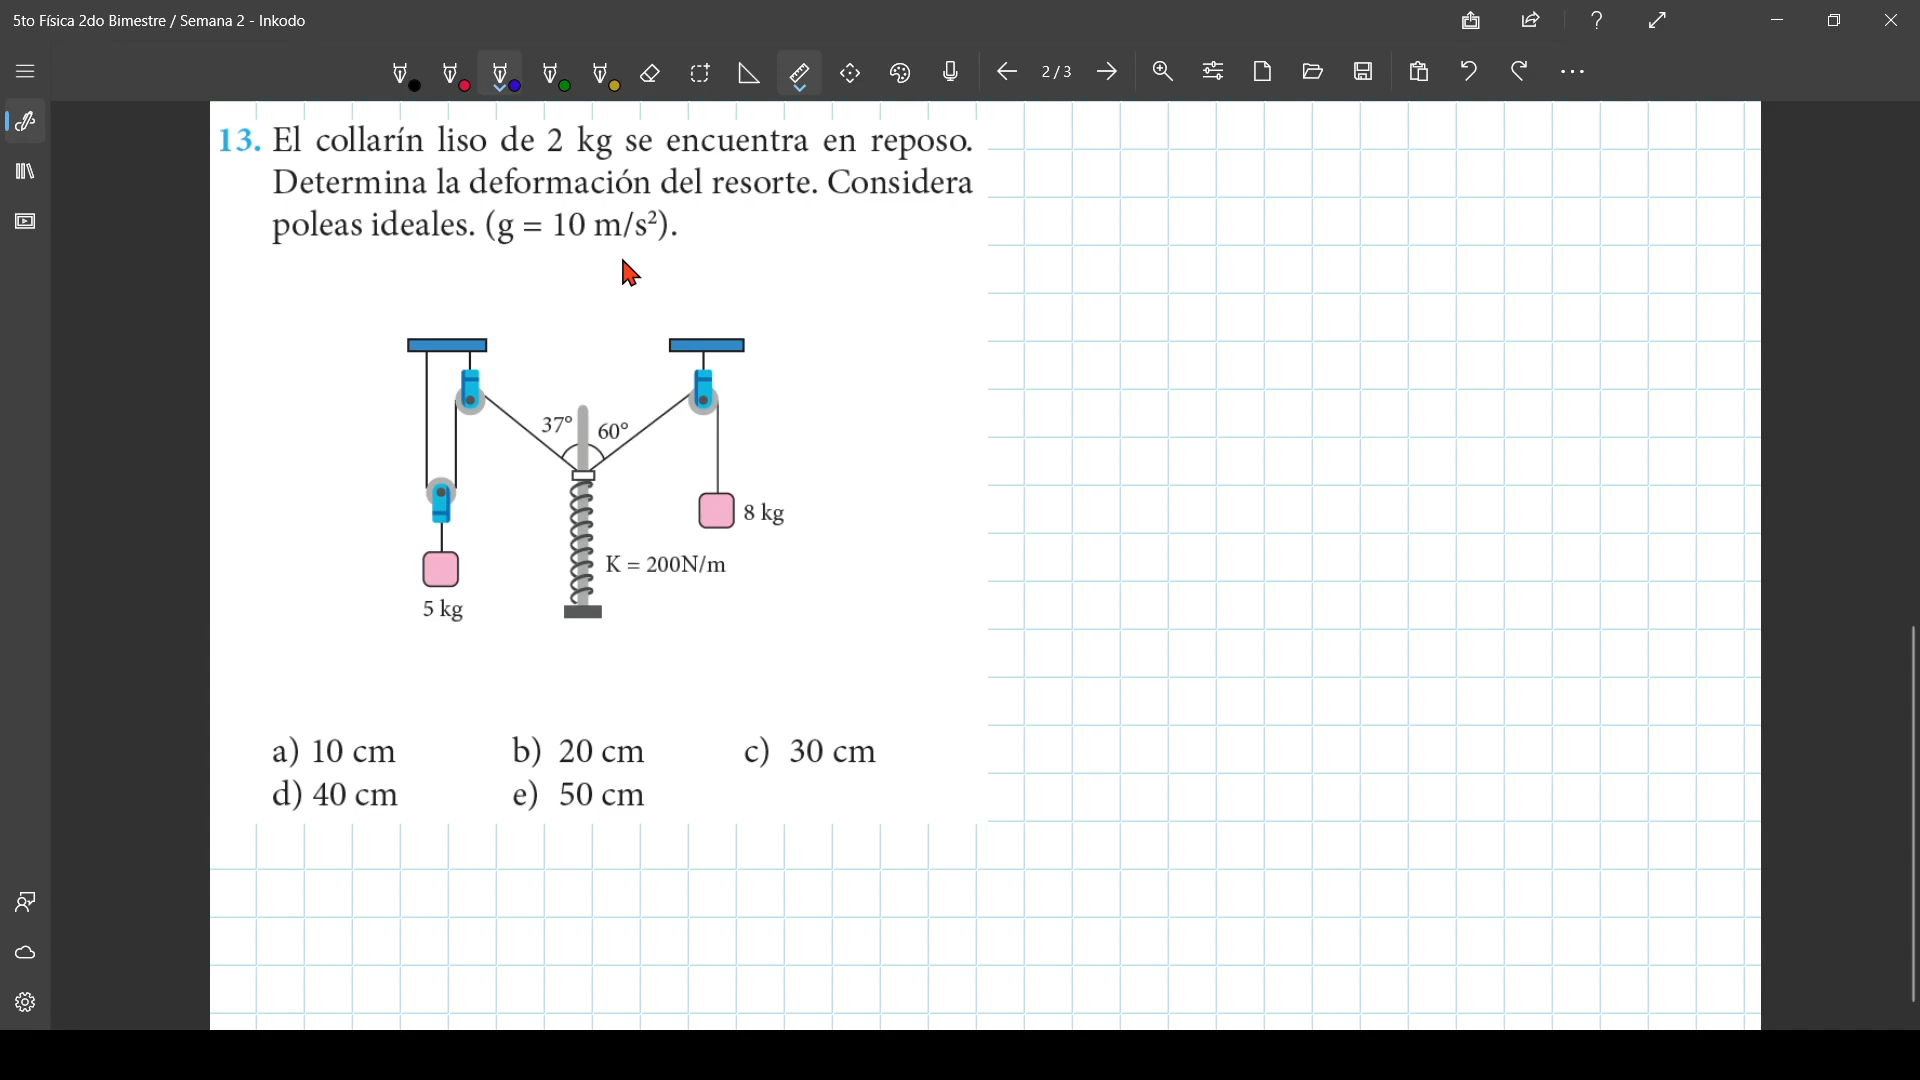 5to Física 2do Bimestre / Semana 2 - Inkodo
2/3
13. El collarín liso de 2 kg se encuentra en reposo.
Determina la deformación del resorte. Considera
poleas ideales. (g = 10 m/s²).
37°
60°
8 kg
K = 200N/m
5 kg
a) 10 cm b) 20 cm c) 30 cm
d) 40 cm e) 50 cm